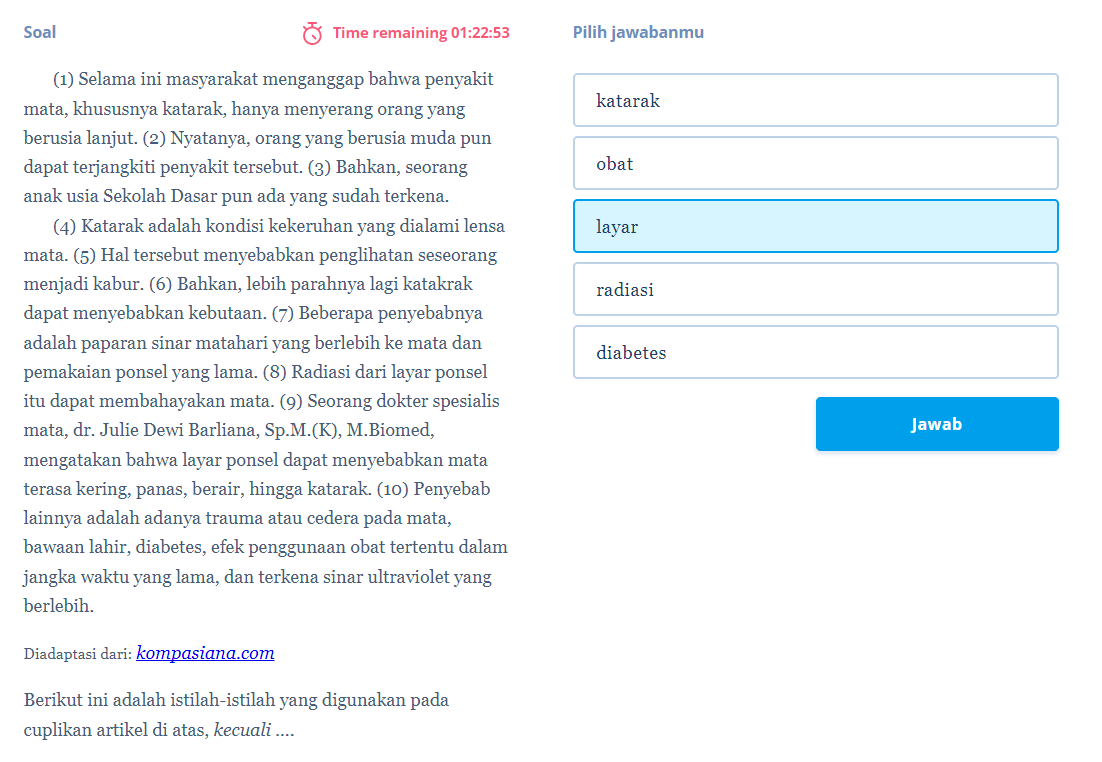 Soal
Time remaining 01:22:53
(1) Selama ini masyarakat menganggap bahwa penyakit
mata, khususnya katarak, hanya menyerang orang yang
berusia lanjut. (2) Nyatanya, orang yang berusia muda pun
dapat terjangkiti penyakit tersebut. (3) Bahkan, seorang
anak usia Sekolah Dasar pun ada yang sudah terkena.
(4) Katarak adalah kondisi kekeruhan yang dialami lensa
mata. (5) Hal tersebut menyebabkan penglihatan seseorang
menjadi kabur. (6) Bahkan, lebih parahnya lagi katakrak
dapat menyebabkan kebutaan. (7) Beberapa penyebabnya
adalah paparan sinar matahari yang berlebih ke mata dan
pemakaian ponsel yang lama. (8) Radiasi dari layar ponsel
itu dapat membahayakan mata. (9) Seorang dokter spesialis
mata, dr. Julie Dewi Barliana, Sp.M.(K), M.Biomed,
mengatakan bahwa layar ponsel dapat menyebabkan mata
terasa kering, panas, berair, hingga katarak. (10) Penyebab
lainnya adalah adanya trauma atau cedera pada mata,
bawaan lahir, diabetes, efek penggunaan obat tertentu dalam
jangka waktu yang lama, dan terkena sinar ultraviolet yang
berlebih.
Diadaptasi dari: kompasiana.com
Berikut ini adalah istilah-istilah yang digunakan pada
cuplikan artikel di atas, kecuali ....
Pilih jawabanmu
katarak
obat
layar
radiasi
diabetes
Jawab